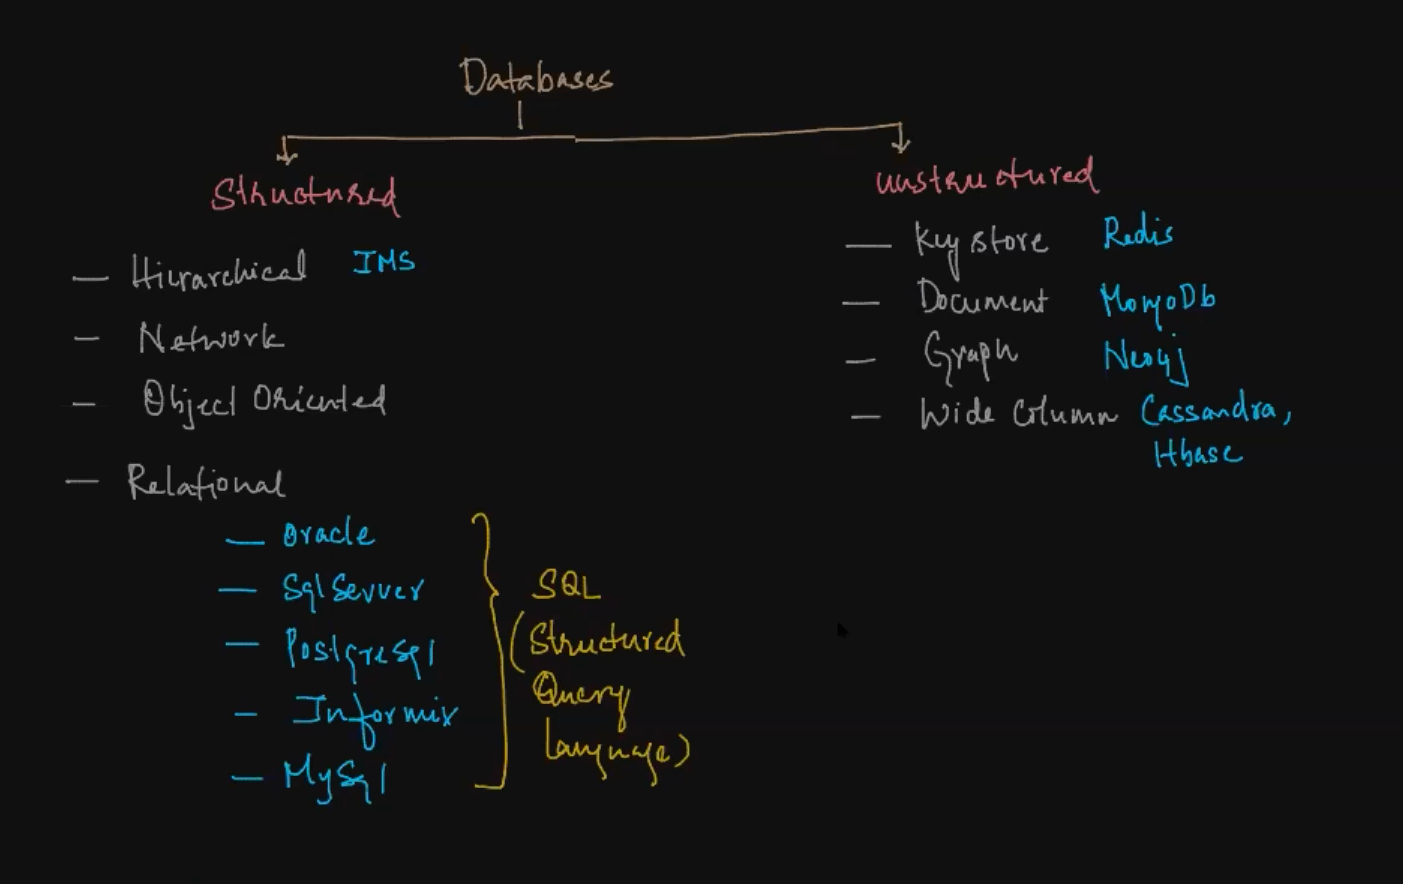 Databases
Structured
— Hierarchical IMS
— Network
— Object Oriented
— Relational
— Oracle
— Sql Server
— PostgreSql
— Informix
— MySql
SQL
(Structured
Query
Language)
unstructured
— Key store Redis
— Document MongoDb
— Graph Neo4j
— Wide Column Cassandra,
Hbase